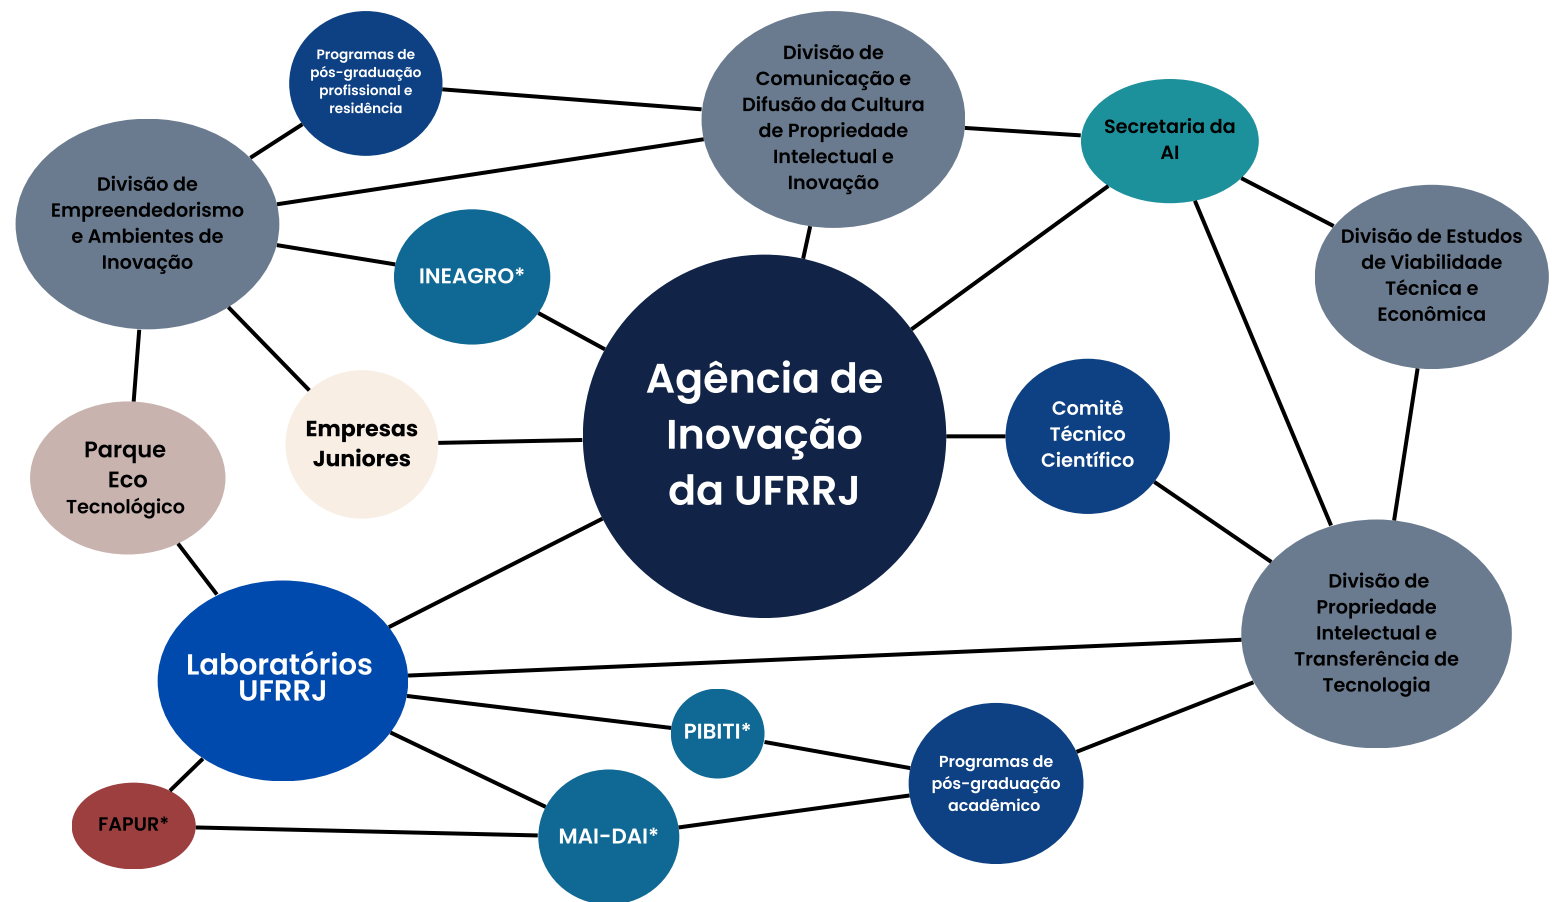 Programas de
pós-graduação
profissional e
residência
Divisão de
Comunicação e
Difusão da Cultura
de Propriedade
Intelectual e
Inovação
Secretaria da
AI
Divisão de
Empreendedorismo
e Ambientes de
Inovação
INEAGRO*
Divisão de Estudos
de Viabilidade
Técnica e
Econômica
Agência de
Inovação
da UFRRJ
Empresas
Juniores
Comitê
Técnico
Científico
Parque
Eco
Tecnológico
Divisão de
Propriedade
Intelectual e
Transferência de
Tecnologia
Laboratórios
UFRRJ
PIBITI*
Programas de
pós-graduação
acadêmico
FAPUR*
MAI-DAI*